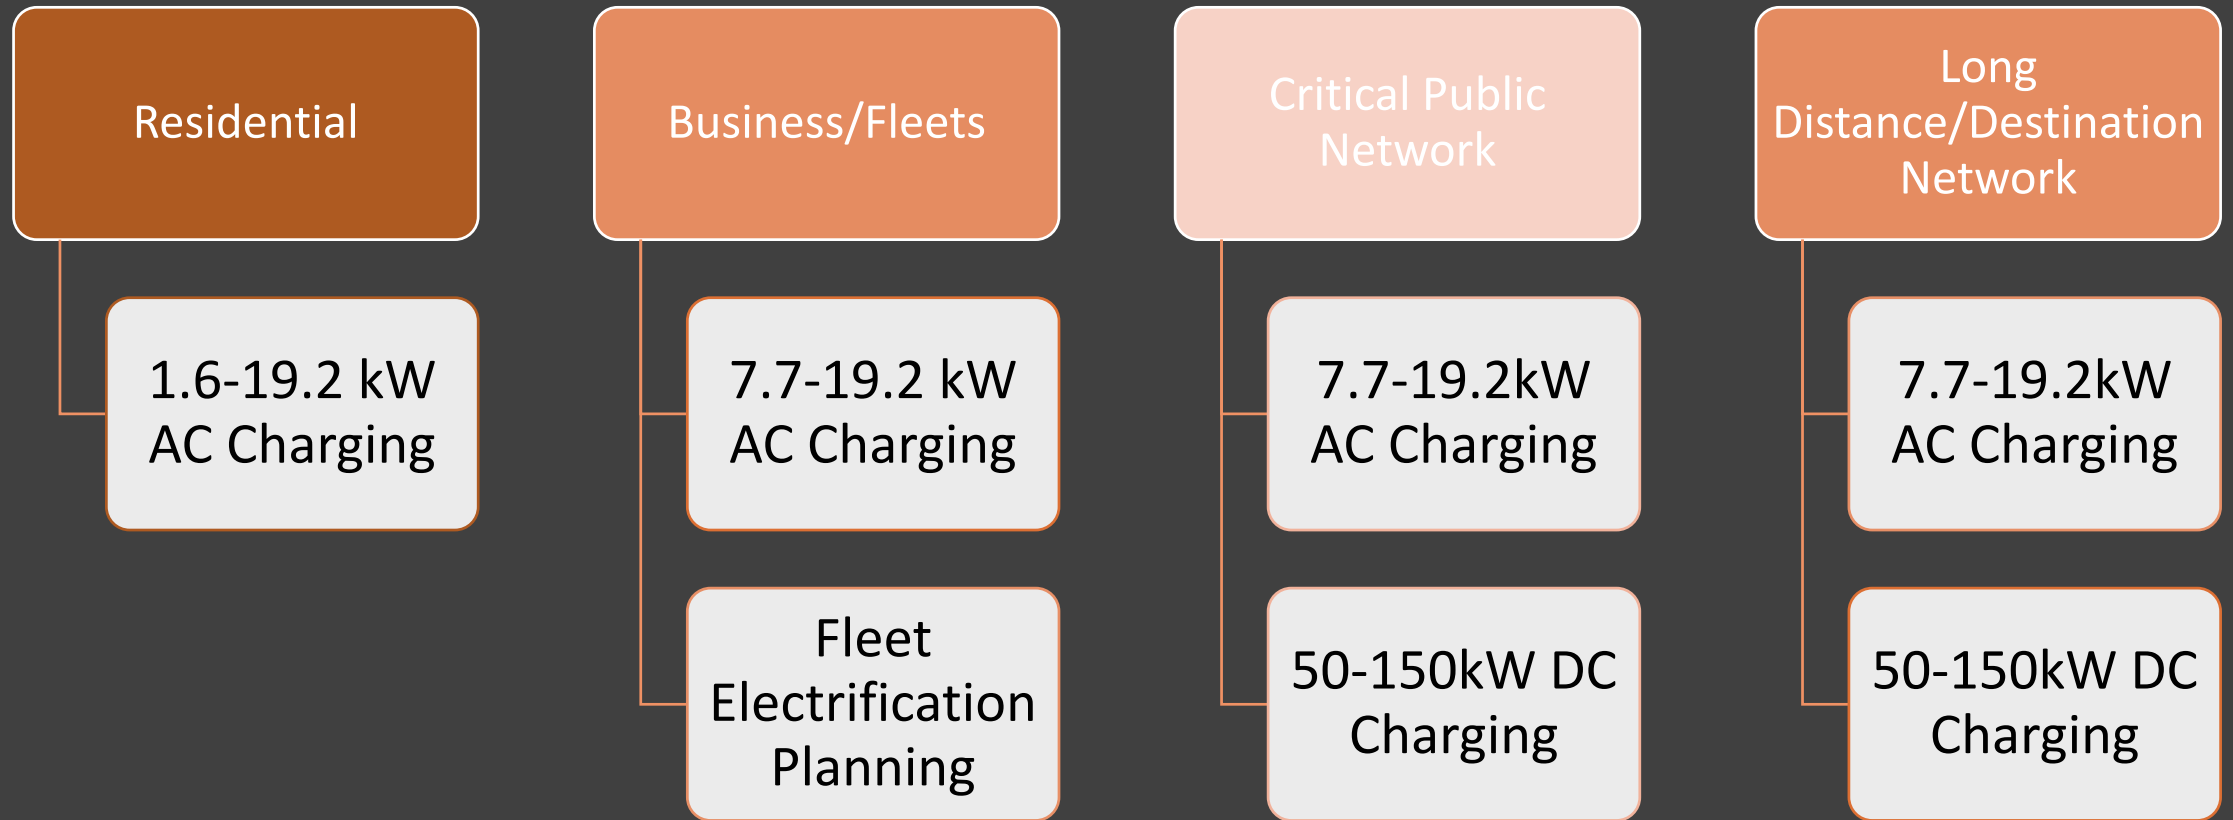 Residential
1.6-19.2 kW
AC Charging
Business/Fleets
7.7-19.2 kW
AC Charging
Fleet
Electrification
Planning
Critical Public
Network
7.7-19.2kW
AC Charging
50-150kW DC
Charging
Long
Distance/Destination
Network
7.7-19.2kW
AC Charging
50-150kW DC
Charging